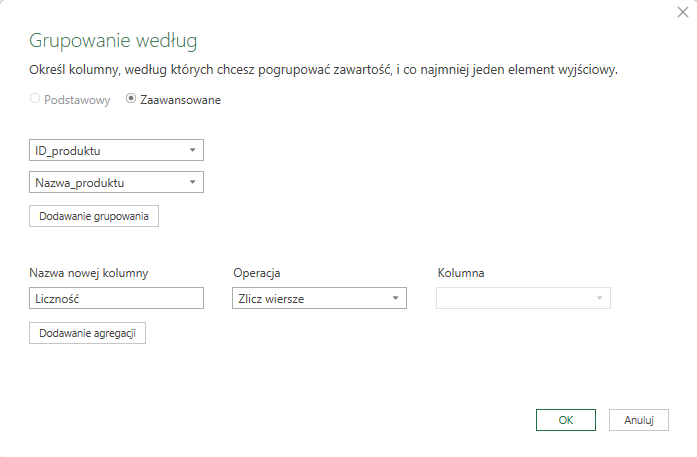 Grupowanie według
Określ kolumny, według których chcesz pogrupować zawartość, i co najmniej jeden element wyjściowy.
Podstawowy Zaawansowane
ID_produktu
Nazwa_produktu
Dodawanie grupowania
Nazwa nowej kolumny Operacja Kolumna
Liczność Zlicz wiersze
Dodawanie agregacji
OK Anuluj